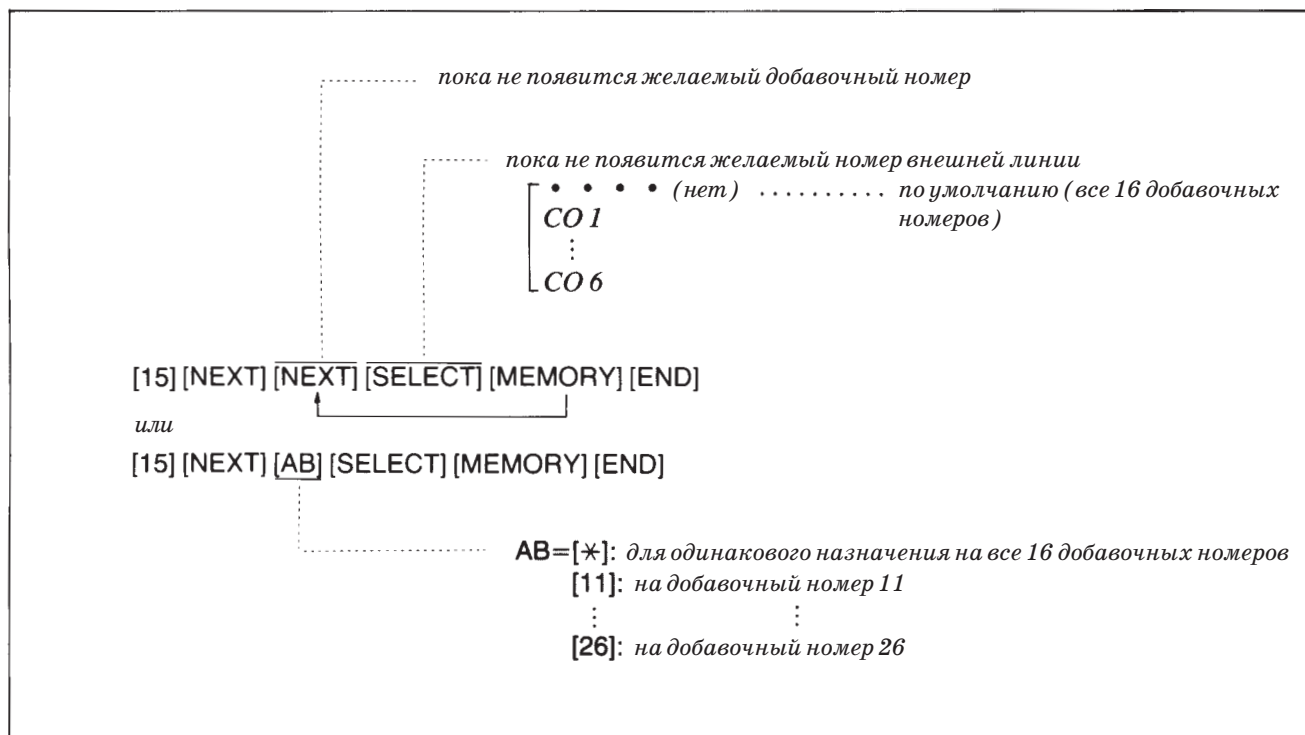 пока не появится желаемый добавочный номер
пока не появится желаемый номер внешней линии
• • • • (нет) .......... по умолчанию (все 16 добавочных
номеров)
CO 1
⋮
CO 6
[15] [NEXT] [NEXT] [SELECT] [MEMORY] [END]
или
[15] [NEXT] [AB] [SELECT] [MEMORY] [END]
AB=[✳]: для одинакового назначения на все 16 добавочных номеров
[11]: на добавочный номер 11
⋮ ⋮
[26]: на добавочный номер 26